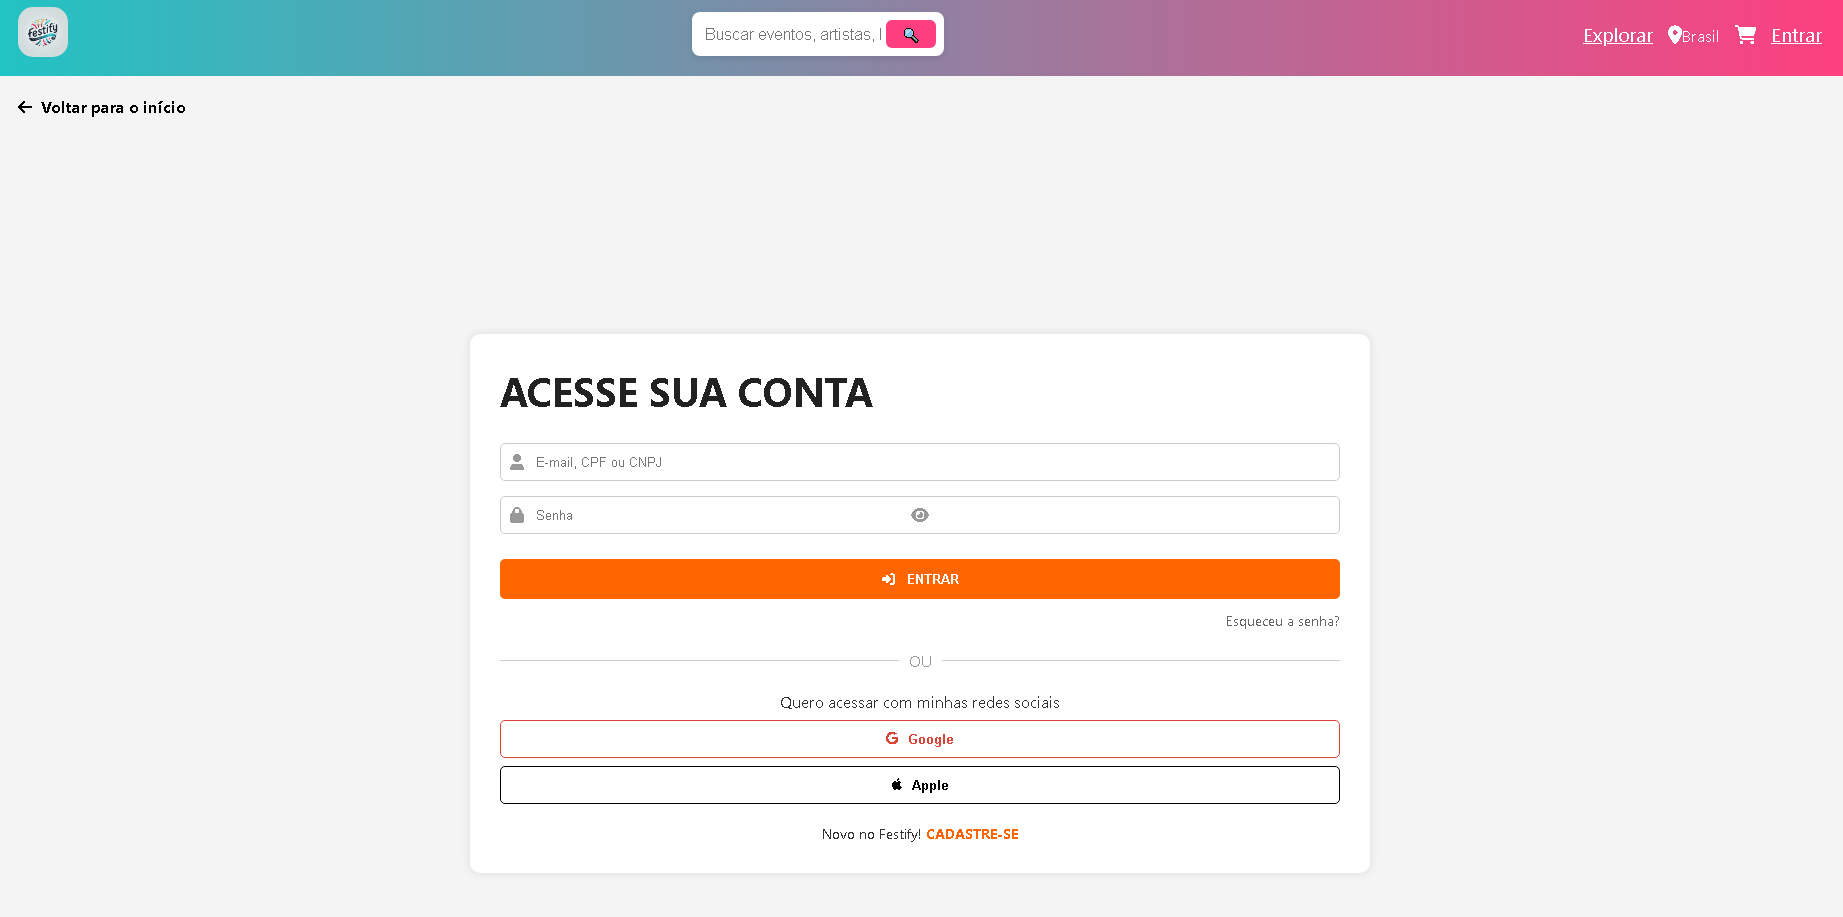 festify
Buscar eventos, artistas, l
Explorar
Brasil
Entrar
Voltar para o início
ACESSE SUA CONTA
E-mail, CPF ou CNPJ
Senha
ENTRAR
Esqueceu a senha?
OU
Quero acessar com minhas redes sociais
Google
Apple
Novo no Festify! CADASTRE-SE